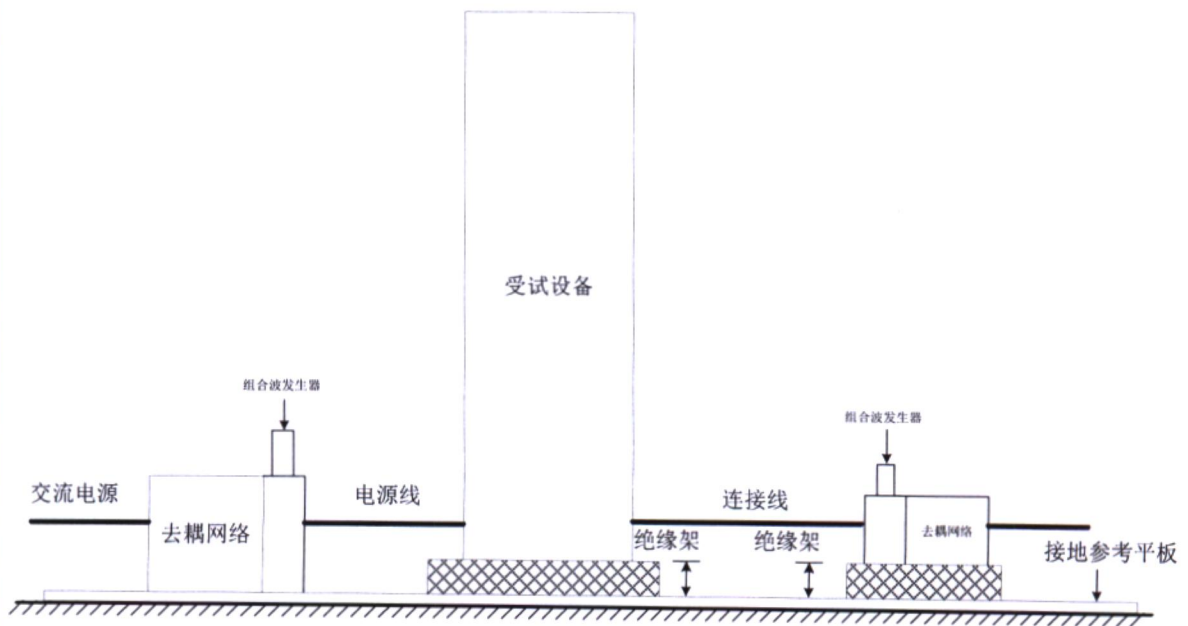 受试设备
组合波发生器
组合波发生器
交流电源
电源线
连接线
去耦网络
去耦网络
绝缘架
绝缘架
接地参考平板